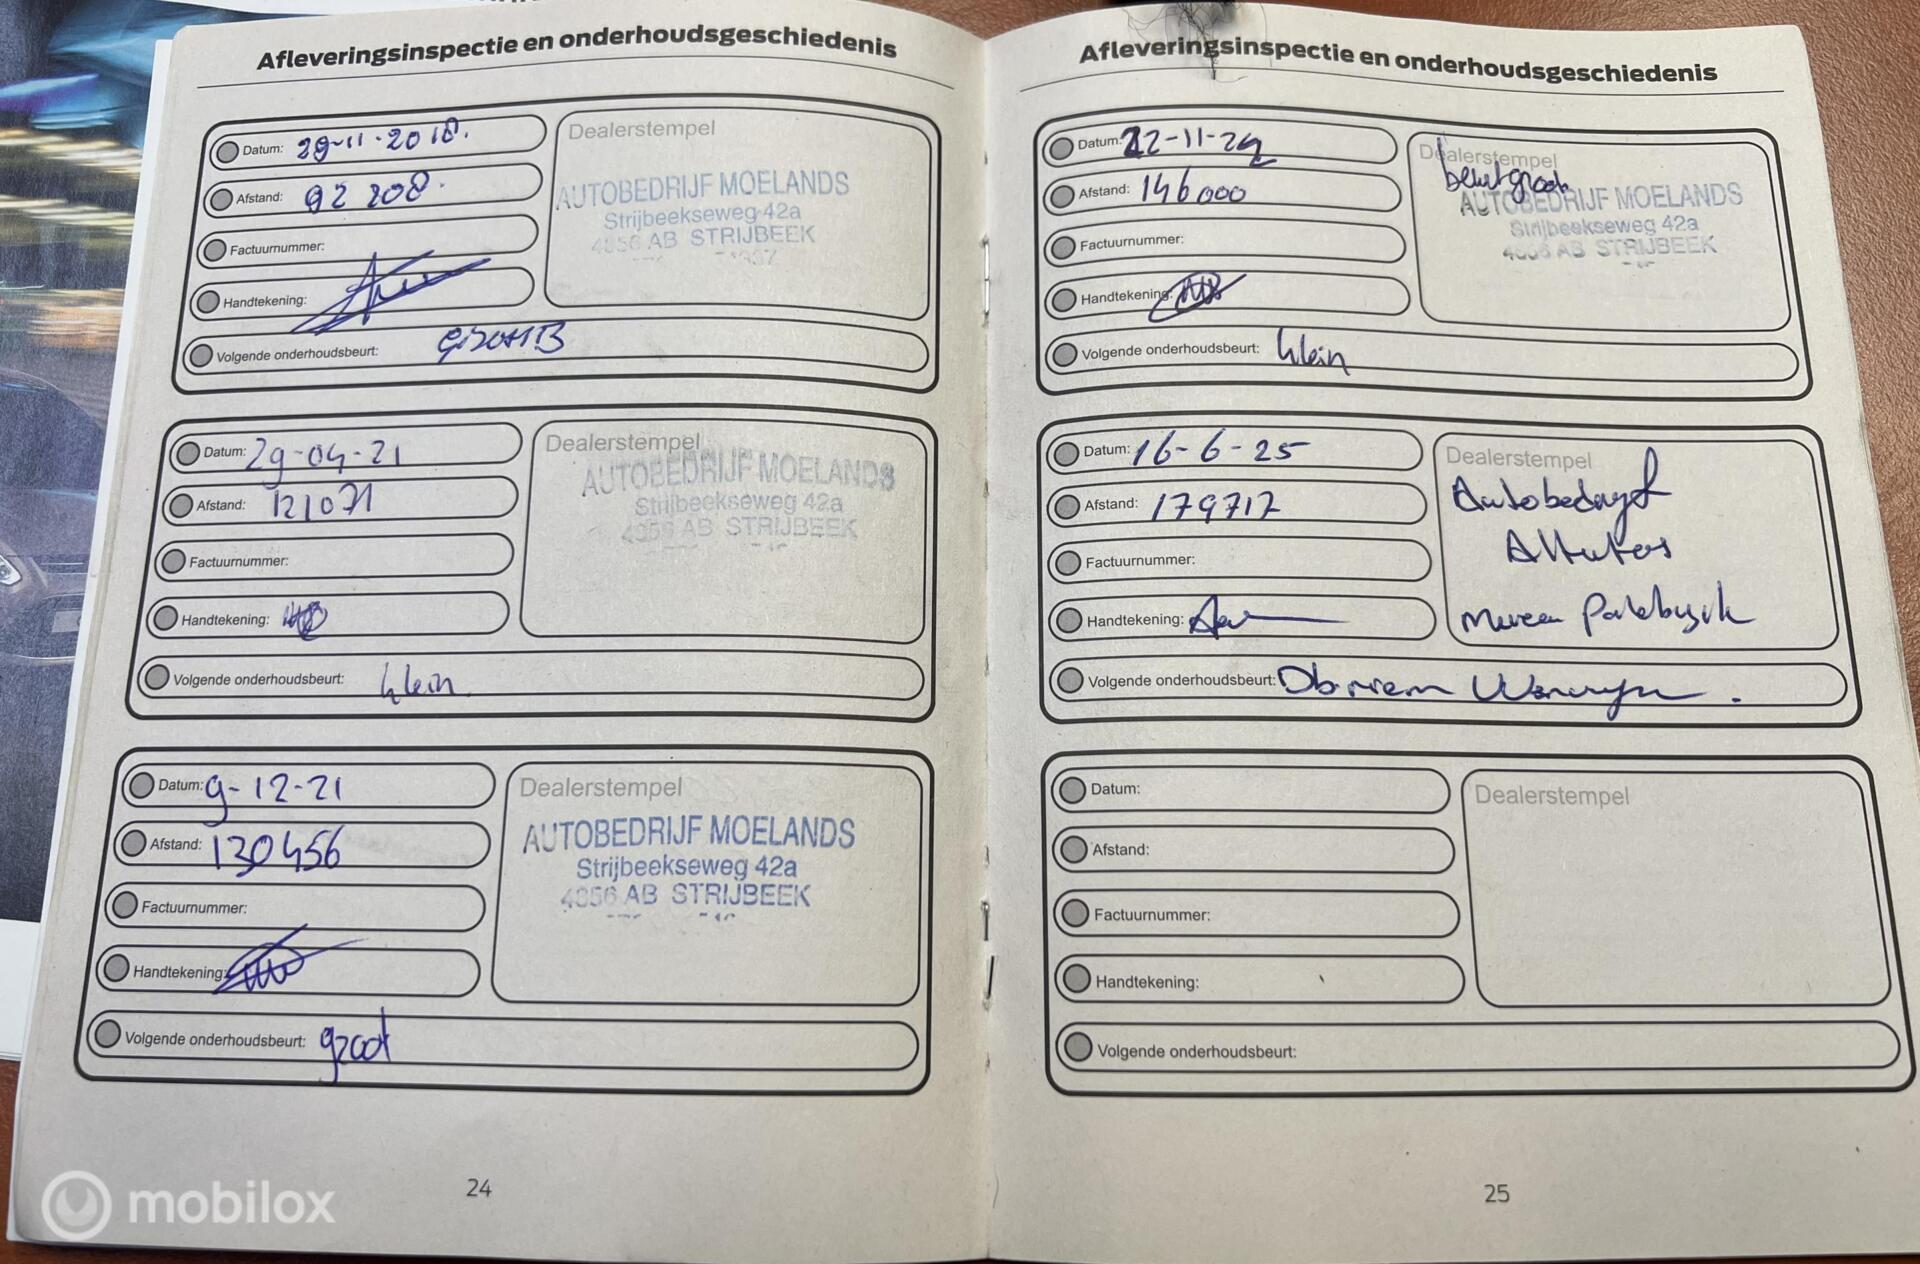 Afleveringsinspectie en onderhoudsgeschiedenis
Datum: 29-11-2018.
Afstand: 92 208.
Factuurnummer:
Handtekening:
Volgende onderhoudsbeurt:
Dealerstempel
AUTOBEDRIJF MOELANDS
Strijbeekseweg 42a
4856 AB STRIJBEEK
Datum: 29-04-21
Afstand: 121071
Factuurnummer:
Handtekening:
Volgende onderhoudsbeurt: klein
Dealerstempel
AUTOBEDRIJF MOELANDS
Strijbeekseweg 42a
4856 AB STRIJBEEK
Datum: 9-12-21
Afstand: 130456
Factuurnummer:
Handtekening:
Volgende onderhoudsbeurt: groot
Dealerstempel
AUTOBEDRIJF MOELANDS
Strijbeekseweg 42a
4856 AB STRIJBEEK
24
Afleveringsinspectie en onderhoudsgeschiedenis
Datum: 22-11-22
Afstand: 146000
Factuurnummer:
Handtekening:
Volgende onderhoudsbeurt: klein
Dealerstempel
beurt groot
AUTOBEDRIJF MOELANDS
Strijbeekseweg 42a
4856 AB STRIJBEEK
Datum: 16-6-25
Afstand: 179717
Factuurnummer:
Handtekening:
Volgende onderhoudsbeurt:
Dealerstempel
Autobedrijf
Datum:
Afstand:
Factuurnummer:
Handtekening:
Volgende onderhoudsbeurt:
Dealerstempel
25
mobilox